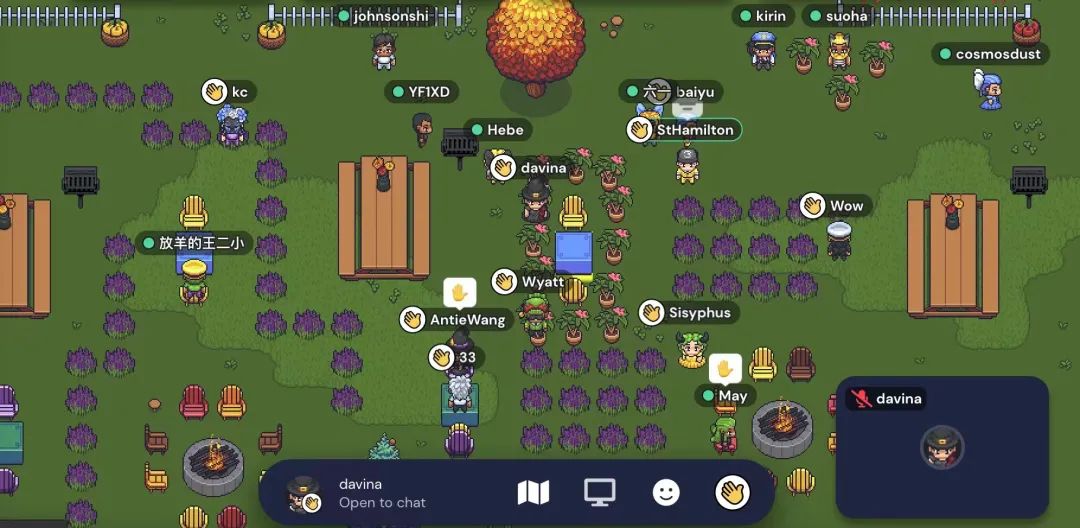 johnsonshi
kirin
suoha
cosmosdust
kc
YF1XD
六一
baiyu
Hebe
StHamilton
davina
Wow
放羊的王二小
Wyatt
AntieWang
Sisyphus
33
May
davina
davina
Open to chat